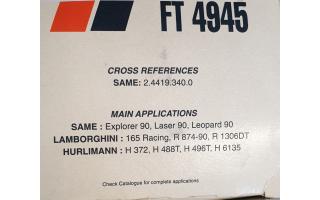 FT 4945
CROSS REFERENCES
SAME: 2.4419.340.0
MAIN APPLICATIONS
SAME : Explorer 90, Laser 90, Leopard 90
LAMBORGHINI : 165 Racing, R 874-90, R 1306DT
HURLIMANN : H 372, H 488T, H 496T, H 6135
Check Catalogue for complete applications